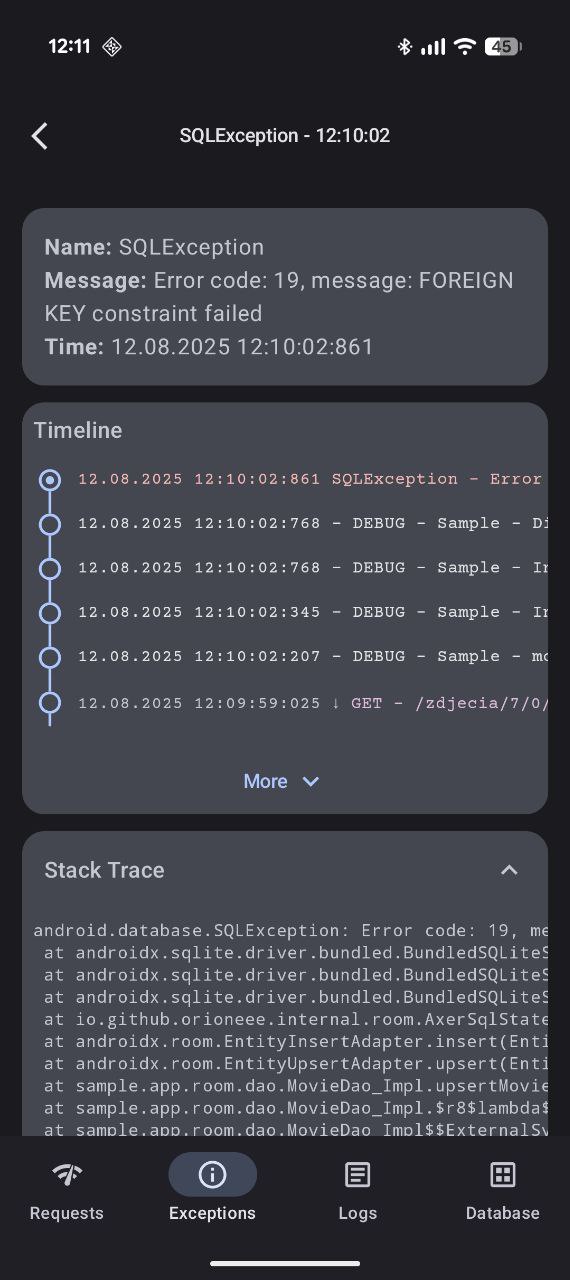 12:11
45
SQLException - 12:10:02
Name: SQLException
Message: Error code: 19, message: FOREIGN
KEY constraint failed
Time: 12.08.2025 12:10:02:861
Timeline
12.08.2025 12:10:02:861 SQLException - Error
12.08.2025 12:10:02:768 - DEBUG - Sample - Di
12.08.2025 12:10:02:768 - DEBUG - Sample - In
12.08.2025 12:10:02:345 - DEBUG - Sample - In
12.08.2025 12:10:02:207 - DEBUG - Sample - mo
12.08.2025 12:09:59:025 ↓ GET - /zdjecia/7/0/
More
Stack Trace
android.database.SQLException: Error code: 19, me
at androidx.sqlite.driver.bundled.BundledSQLiteS
at androidx.sqlite.driver.bundled.BundledSQLiteS
at androidx.sqlite.driver.bundled.BundledSQLiteS
at io.github.orioneee.internal.room.AxerSqlState
at androidx.room.EntityInsertAdapter.insert(Enti
at androidx.room.EntityUpsertAdapter.upsert(Enti
at sample.app.room.dao.MovieDao_Impl.upsertMovie
at sample.app.room.dao.MovieDao_Impl.$r8$lambda$
at sample.app.room.dao.MovieDao_Impl$$ExternalSy
Requests
Exceptions
Logs
Database